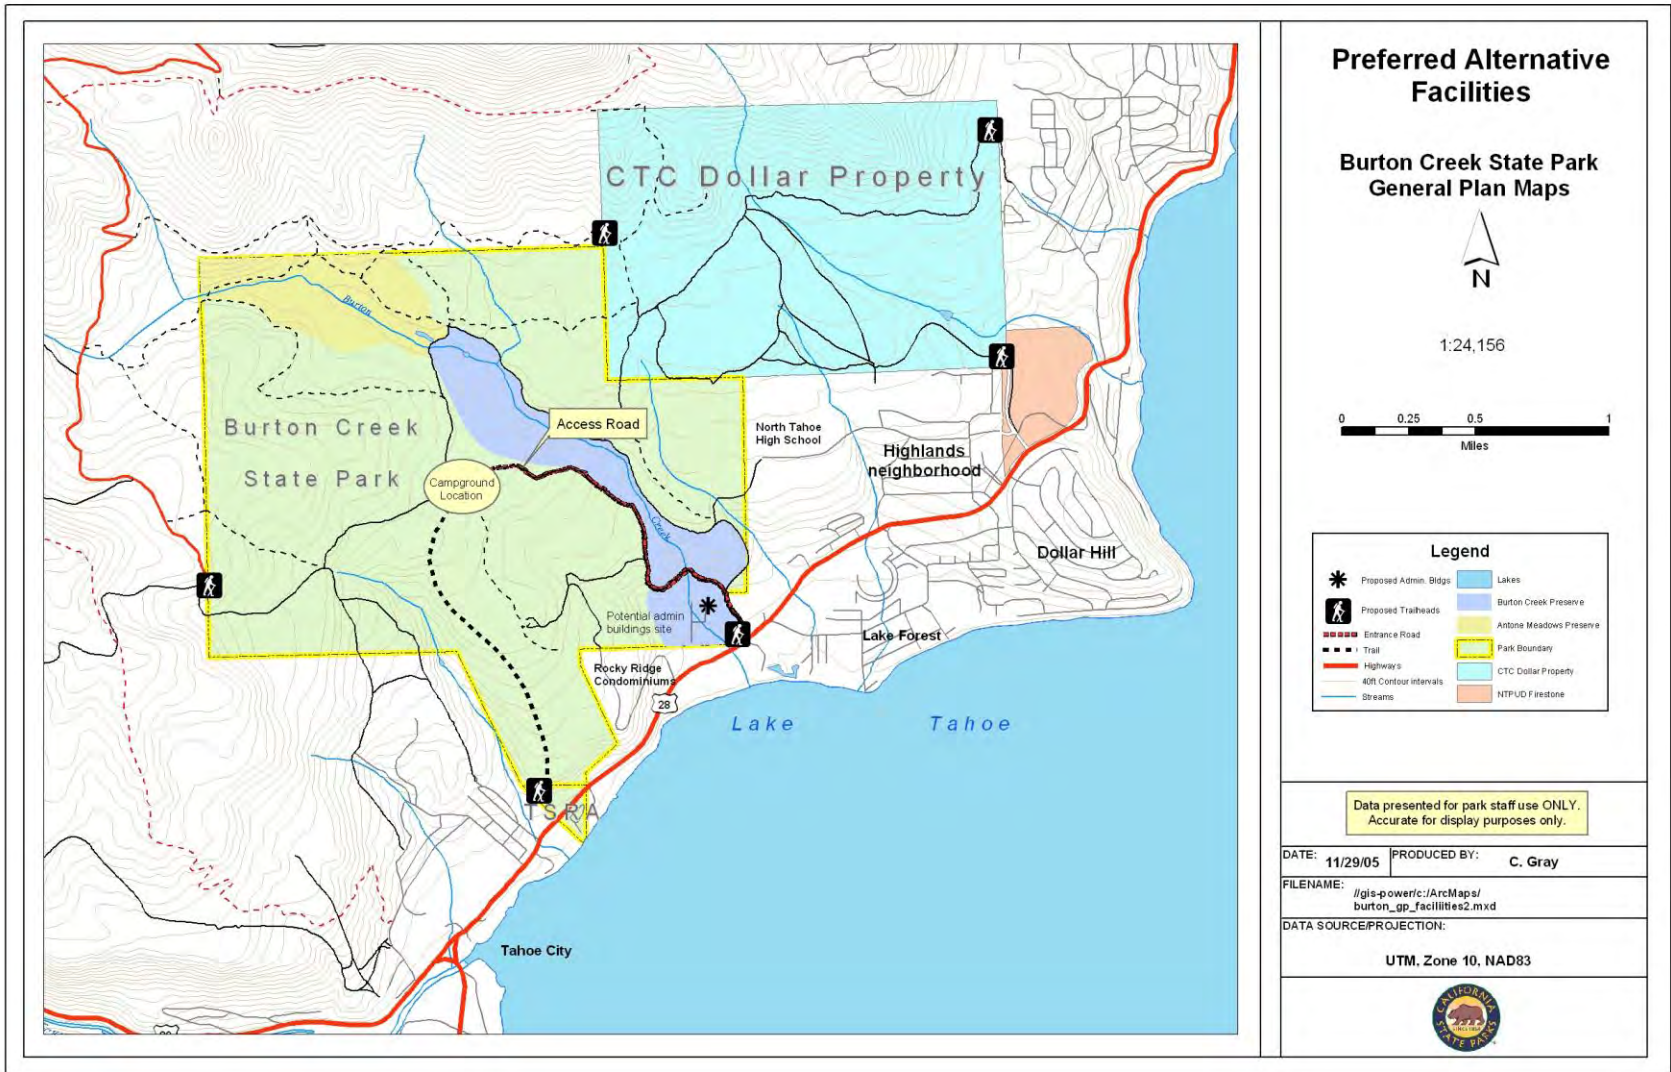 CTC Dollar Property
Burton
Burton Creek
State Park
Access Road
Campground
Location
Creek
North Tahoe
High School
Highlands
neighborhood
Dollar Hill
Potential admin
buildings site
Lake Forest
Rocky Ridge
Condominiums
28
Lake Tahoe
TSRA
Tahoe City
Preferred Alternative
Facilities
Burton Creek State Park
General Plan Maps
N
1:24,156
0 0.25 0.5 1
Miles
Legend
Proposed Admin. Bldgs
Proposed Trailheads
Entrance Road
Trail
Highways
40ft Contour intervals
Streams
Lakes
Burton Creek Preserve
Antone Meadows Preserve
Park Boundary
CTC Dollar Property
NTPUD Firestone
Data presented for park staff use ONLY.
Accurate for display purposes only.
DATE: 11/29/05 PRODUCED BY: C. Gray
FILENAME: //gis-power/c:/ArcMaps/
burton_gp_faciliities2.mxd
DATA SOURCE/PROJECTION:
UTM, Zone 10, NAD83
CALIFORNIA
STATE PARKS